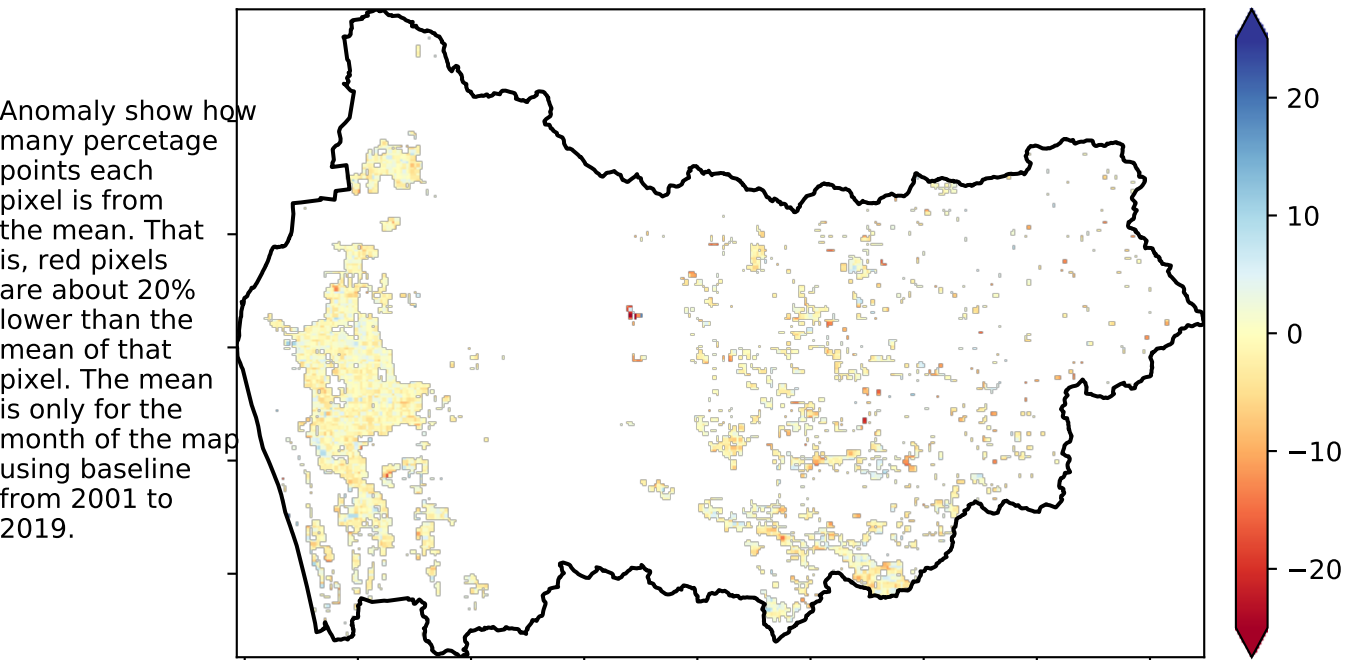 Anomaly show how
many percetage
points each
pixel is from
the mean. That
is, red pixels
are about 20%
lower than the
mean of that
pixel. The mean
is only for the
month of the map
using baseline
from 2001 to
2019.
20
10
0
−10
−20